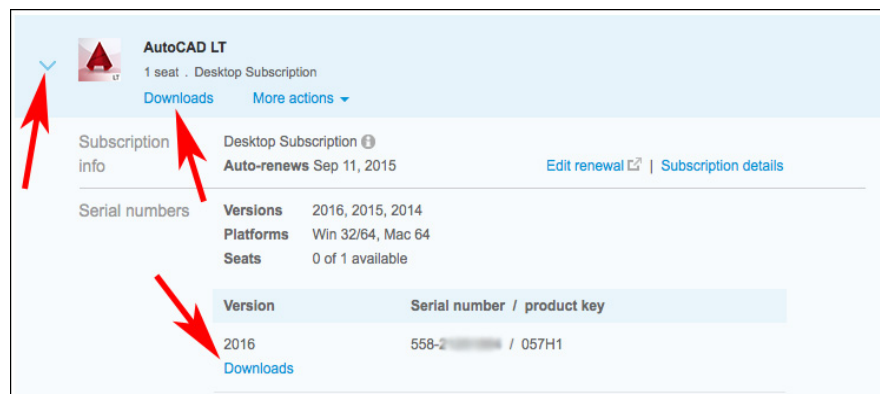 AutoCAD LT
LT
1 seat . Desktop Subscription
Downloads More actions
Subscription info
Desktop Subscription
Auto-renews Sep 11, 2015 Edit renewal | Subscription details
Serial numbers
Versions 2016, 2015, 2014
Platforms Win 32/64, Mac 64
Seats 0 of 1 available
Version Serial number / product key
2016 558-2 / 057H1
Downloads